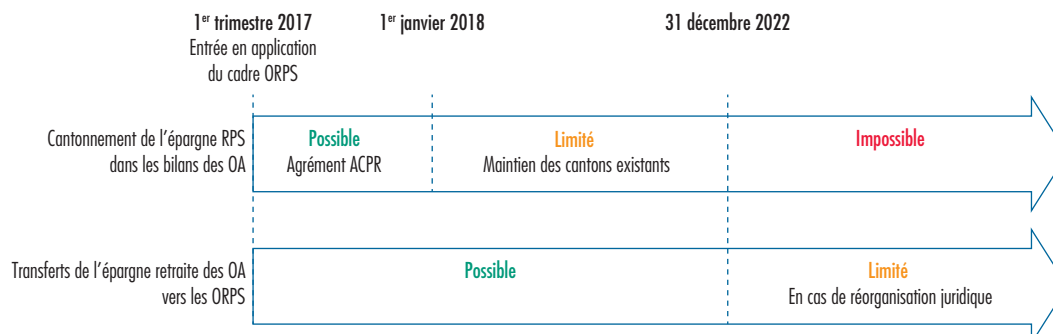 1er trimestre 2017
Entrée en application
du cadre ORPS
1er janvier 2018
31 décembre 2022
Cantonnement de l'épargne RPS
dans les bilans des OA
Possible
Agrément ACPR
Limité
Maintien des cantons existants
Impossible
Transferts de l'épargne retraite des OA
vers les ORPS
Possible
Limité
En cas de réorganisation juridique